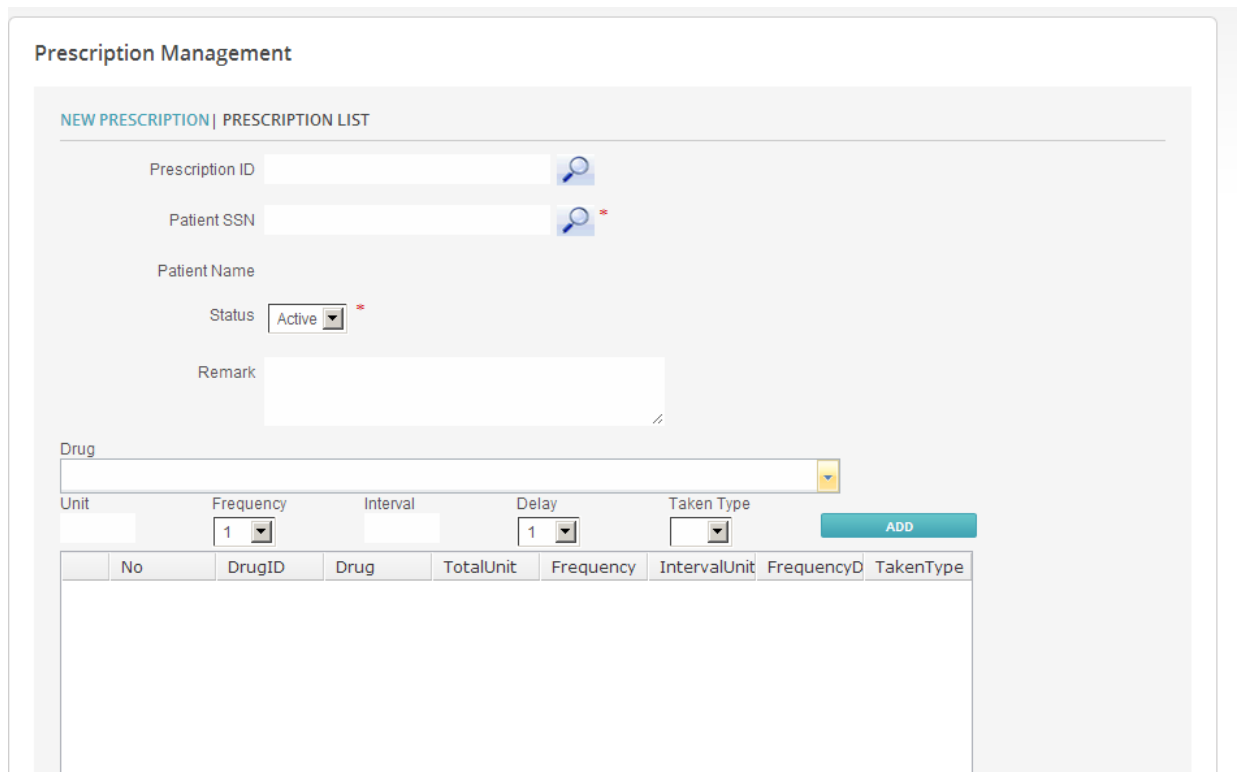 Prescription Management
NEW PRESCRIPTION| PRESCRIPTION LIST
Prescription ID
Patient SSN *
Patient Name
Status Active *
Remark
Drug
Unit Frequency Interval Delay Taken Type
1 1 ADD
No DrugID Drug TotalUnit Frequency IntervalUnit FrequencyD TakenType